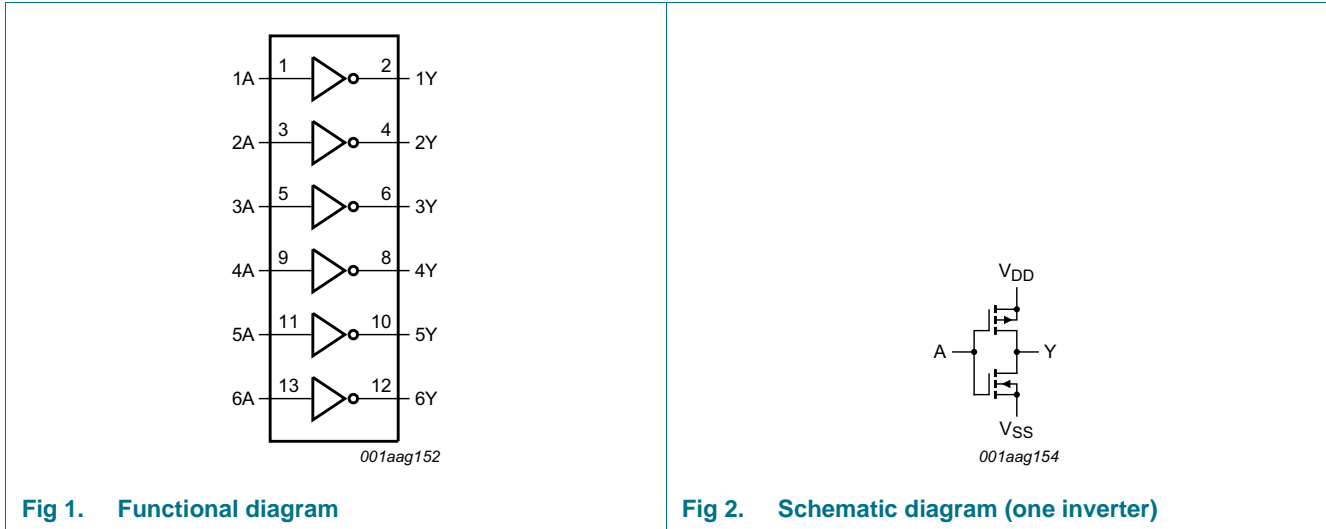 1A 1 2 1Y
2A 3 4 2Y
3A 5 6 3Y
4A 9 8 4Y
5A 11 10 5Y
6A 13 12 6Y
001aag152
Fig 1. Functional diagram
VDD
A Y
VSS
001aag154
Fig 2. Schematic diagram (one inverter)